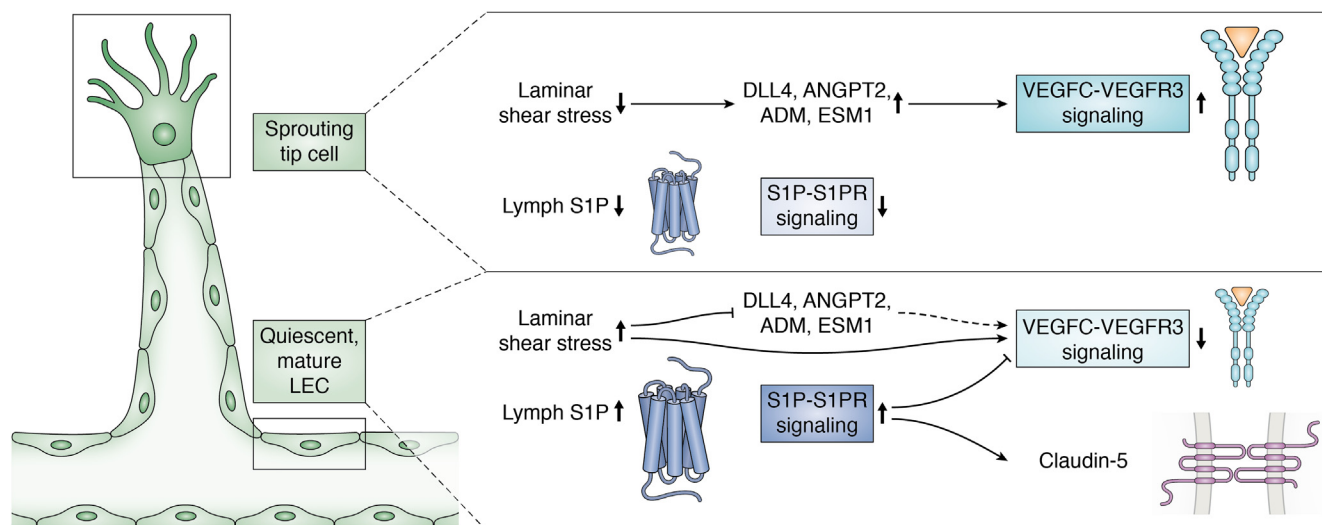 Sprouting
tip cell
Laminar
shear stress
DLL4, ANGPT2,
ADM, ESM1
VEGFC-VEGFR3
signaling
Lymph S1P
S1P-S1PR
signaling
Quiescent,
mature
LEC
Laminar
shear stress
DLL4, ANGPT2,
ADM, ESM1
VEGFC-VEGFR3
signaling
Lymph S1P
S1P-S1PR
signaling
Claudin-5